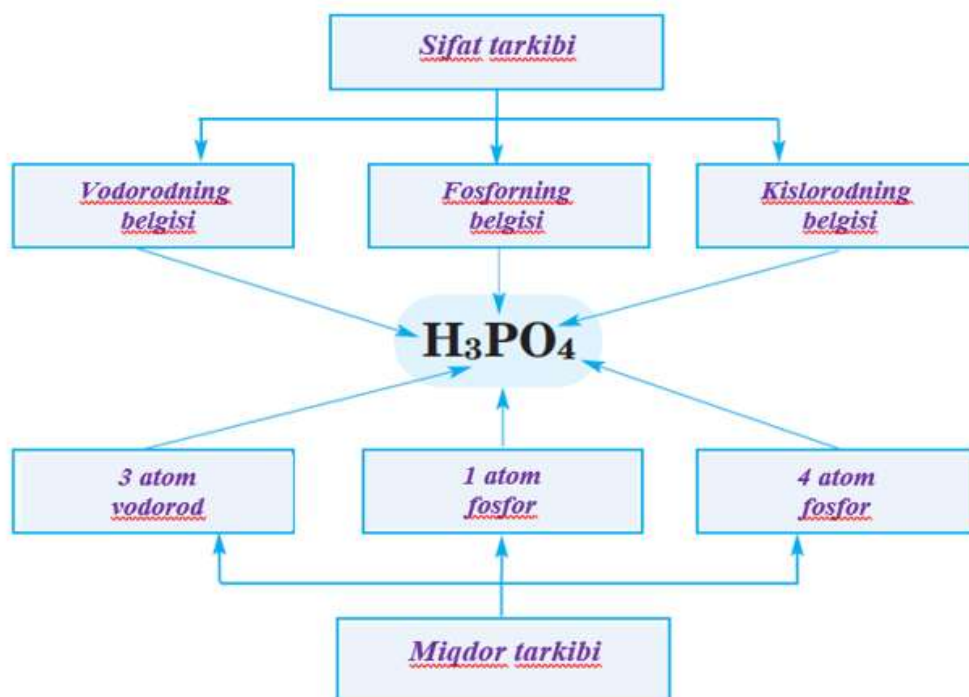 Sifat tarkibi
Vodorodning
belgisi
Fosforning
belgisi
Kislorodning
belgisi
H₃PO₄
3 atom
vodorod
1 atom
fosfor
4 atom
fosfor
Miqdor tarkibi